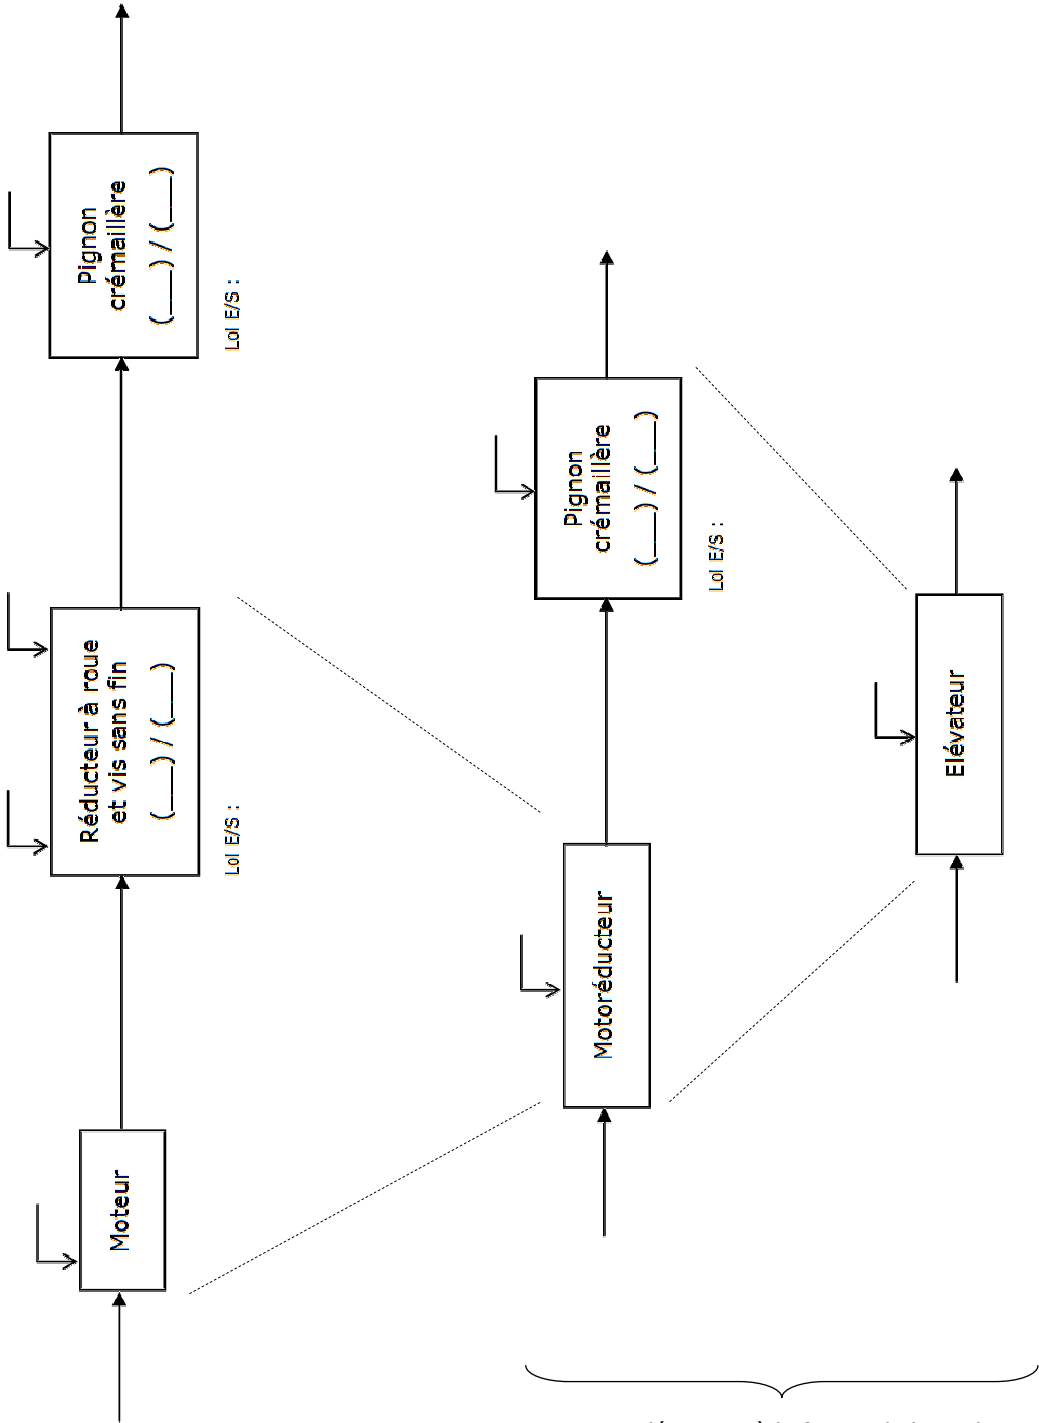 Moteur
Réducteur à roue
et vis sans fin
(___) / (___)
Loi E/S :
Pignon
crémaillère
(___) / (___)
Loi E/S :
Motoréducteur
Pignon
crémaillère
(___) / (___)
Loi E/S :
Elévateur